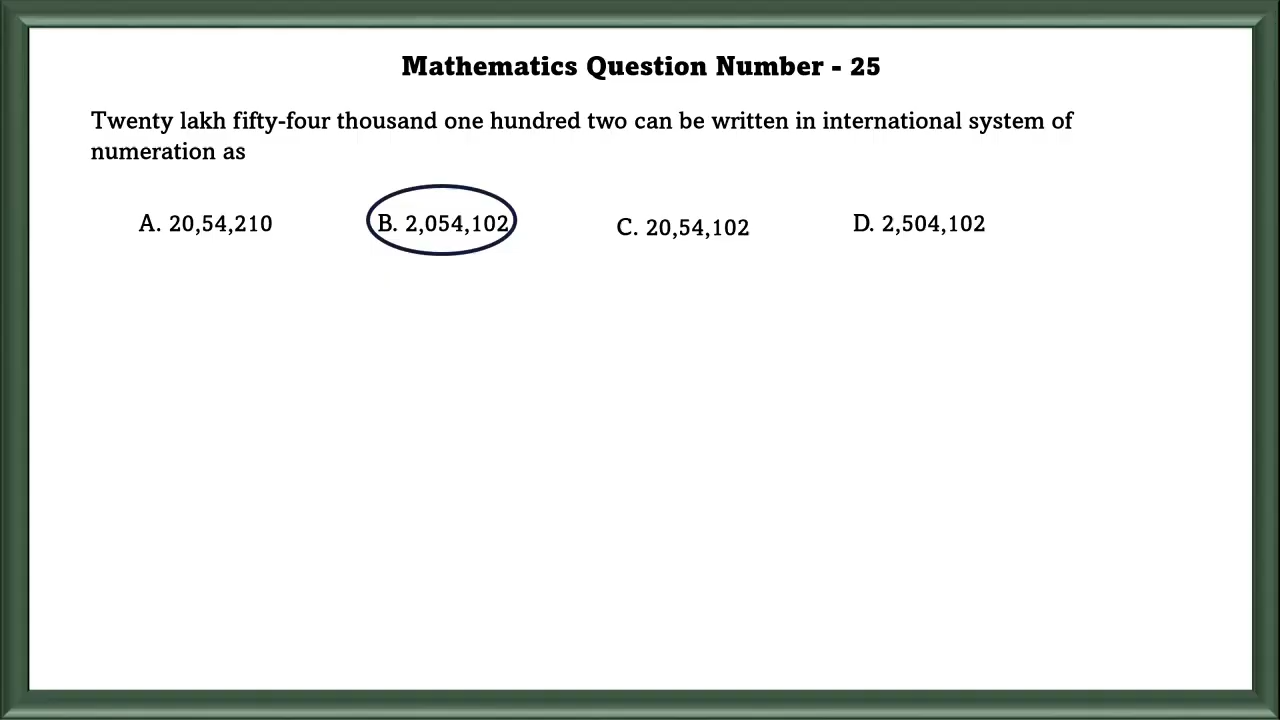 Mathematics Question Number - 25
Twenty lakh fifty-four thousand one hundred two can be written in international system of
numeration as
A. 20,54,210 B. 2,054,102 C. 20,54,102 D. 2,504,102